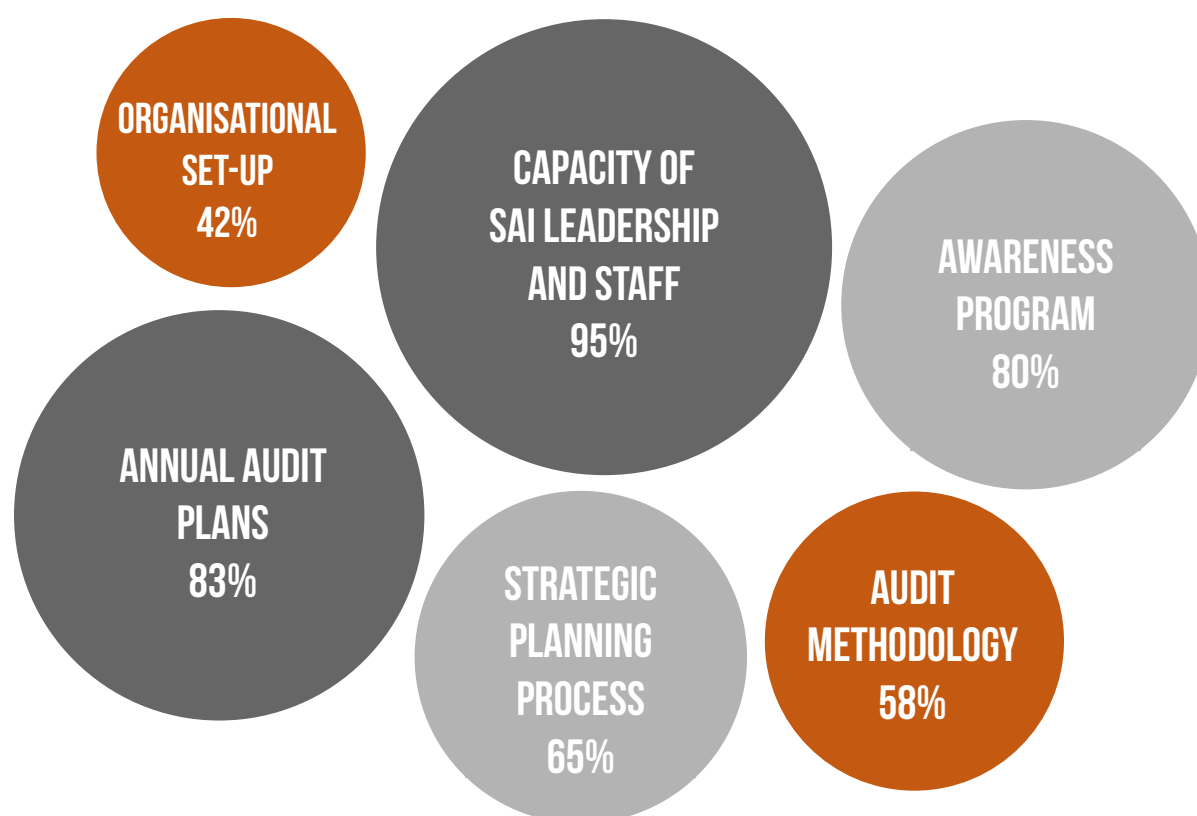 ORGANISATIONAL
SET-UP
42%
CAPACITY OF
SAI LEADERSHIP
AND STAFF
95%
AWARENESS
PROGRAM
80%
ANNUAL AUDIT
PLANS
83%
STRATEGIC
PLANNING
PROCESS
65%
AUDIT
METHODOLOGY
58%